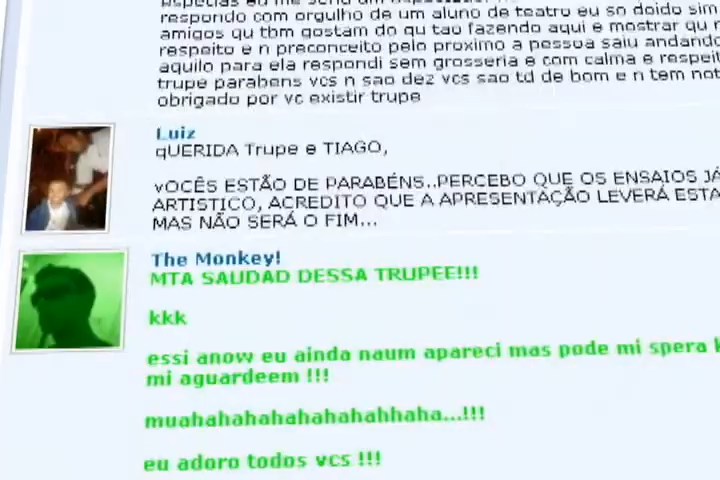 respondo com orgulho de um aluno de teatro eu so doido sim
amigos qu tbm gostam do qu tao fazendo aqui e mostrar qu
respeito e n preconceito pelo proximo a pessoa saiu andando
aquilo para ela respondi sem grosseria e com calma e respei
trupe parabens vcs n sao dez vcs sao td de bom e n tem not
obrigado por vc existir trupe
Luiz
qUERIDA Trupe e TIAGO,
vOCÊS ESTÃO DE PARABÉNS..PERCEBO QUE OS ENSAIOS JÁ
ARTISTICO, ACREDITO QUE A APRESENTAÇÃO LEVERÁ ESTA
MAS NÃO SERÁ O FIM...
The Monkey!
MTA SAUDAD DESSA TRUPEE!!!
kkk
essi anow eu ainda naum apareci mas pode mi spera
mi aguardeem !!!
muahahahahahahahahhaha...!!!
eu adoro todos vcs !!!